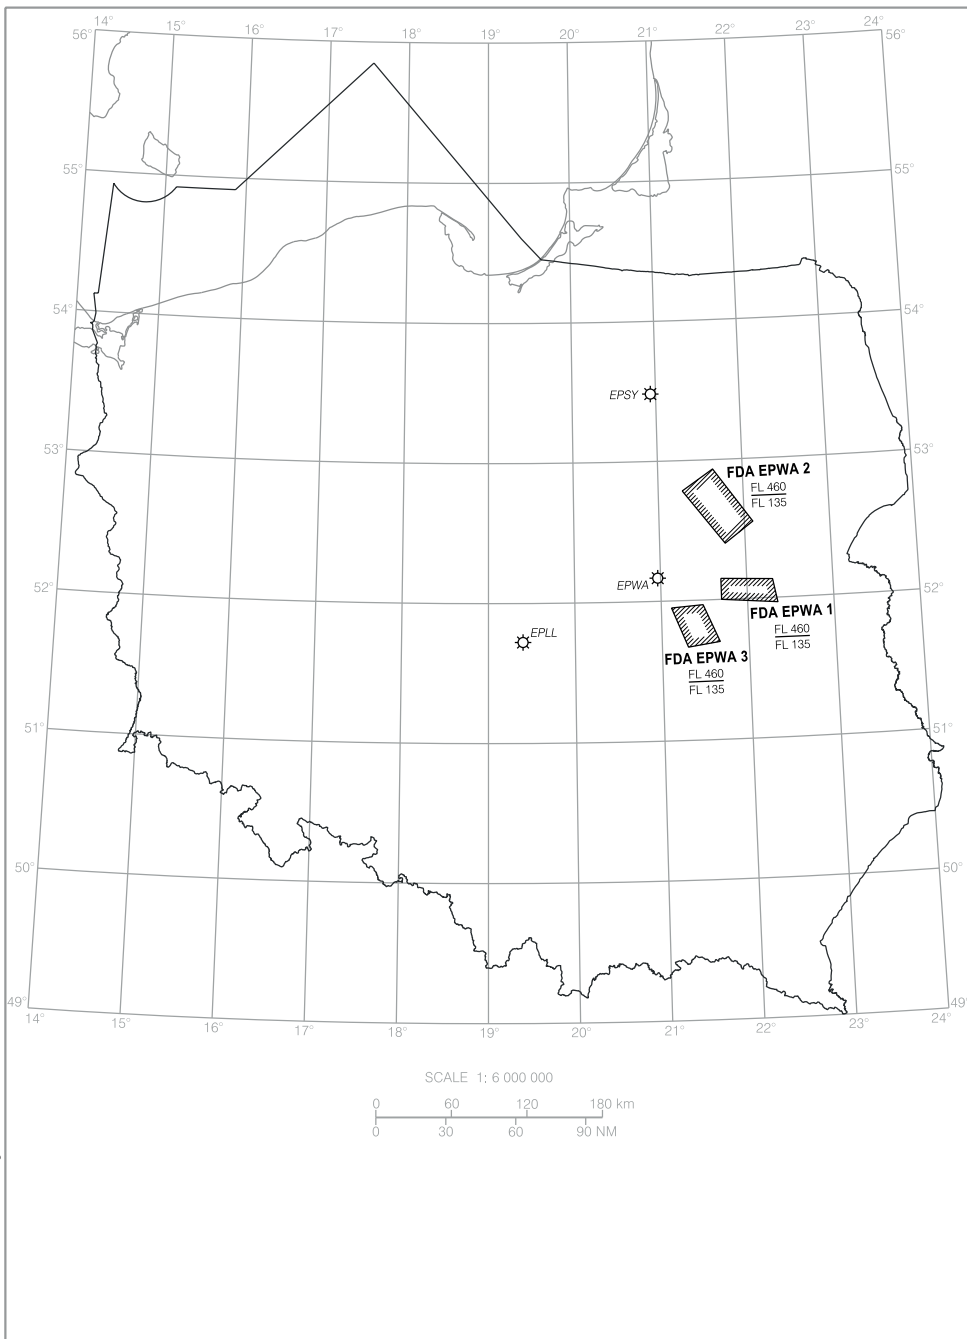 14° 15° 16° 17° 18° 19° 20° 21° 22° 23° 24°
56° 56°
55° 55°
54° 54°
EPSY
53° 53°
FDA EPWA 2
FL 460
FL 135
EPWA
52° 52°
FDA EPWA 1
FL 460
FL 135
EPLL
FDA EPWA 3
FL 460
FL 135
51° 51°
50° 50°
49° 49°
14° 15° 16° 17° 18° 19° 20° 21° 22° 23° 24°
SCALE 1: 6 000 000
0 60 120 180 km
0 30 60 90 NM